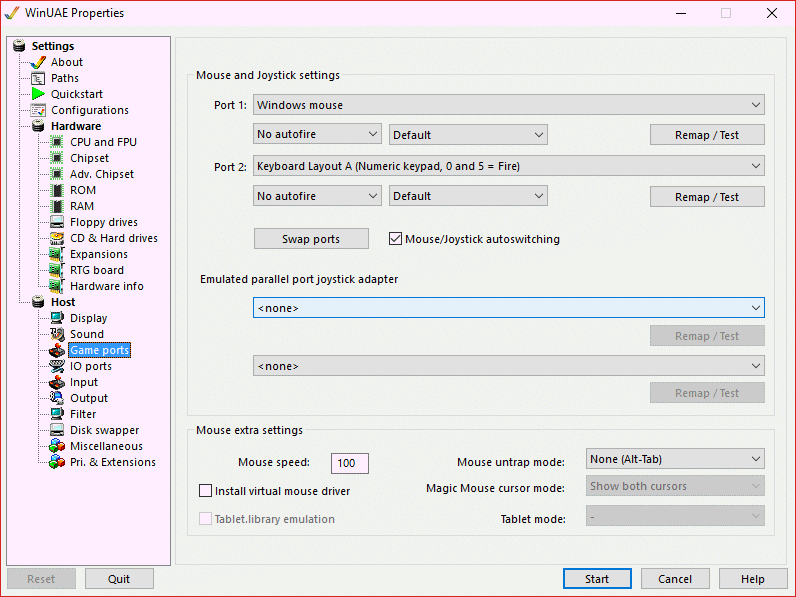 WinUAE Properties
Settings
About
Paths
Quickstart
Configurations
Hardware
CPU and FPU
Chipset
Adv. Chipset
ROM
RAM
Floppy drives
CD & Hard drives
Expansions
RTG board
Hardware info
Host
Display
Sound
Game ports
IO ports
Input
Output
Filter
Disk swapper
Miscellaneous
Pri. & Extensions
Mouse and Joystick settings
Port 1: Windows mouse
No autofire Default Remap / Test
Port 2: Keyboard Layout A (Numeric keypad, 0 and 5 = Fire)
No autofire Default Remap / Test
Swap ports Mouse/Joystick autoswitching
Emulated parallel port joystick adapter
<none>
Remap / Test
<none>
Remap / Test
Mouse extra settings
Mouse speed: 100 Mouse untrap mode: None (Alt-Tab)
Install virtual mouse driver Magic Mouse cursor mode: Show both cursors
Tablet.library emulation Tablet mode: -
Reset Quit Start Cancel Help